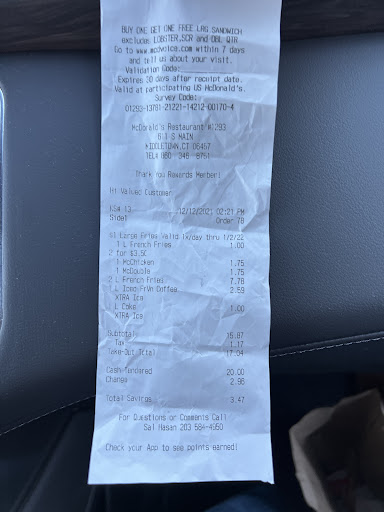 BUY ONE GET ONE FREE LRG SANDWICH
excludes LOBSTER,SCR and DBL QTR
Go to www.mcdvoice.com within 7 days
and tell us about your visit.
Validation Code:
Expires 30 days after receipt date.
Valid at participating US McDonald's.
Survey Code:
01293-13781-21221-14212-00170-4
McDonald's Restaurant #1293
611 S MAIN
MIDDLETOWN,CT 06457
TEL# 860 346 8751
Thank You Rewards Member!
Hi Valued Customer
KS# 13 12/12/2021 02:21 PM
Side1 Order 78
$1 Large Fries Valid 1x/day thru 1/2/22
1 L French Fries 1.00
2 for $3.50
1 McChicken 1.75
1 McDouble 1.75
2 L French Fries 7.78
1 L Iced FrVn Coffee 2.59
XTRA Ice
L Coke 1.00
XTRA Ice
Subtotal 15.87
Tax 1.17
Take-Out Total 17.04
Cash Tendered 20.00
Change 2.96
Total Savings 3.47
For Questions or Comments Call
Sal Hasan 203 584-4650
Check your App to see points earned!